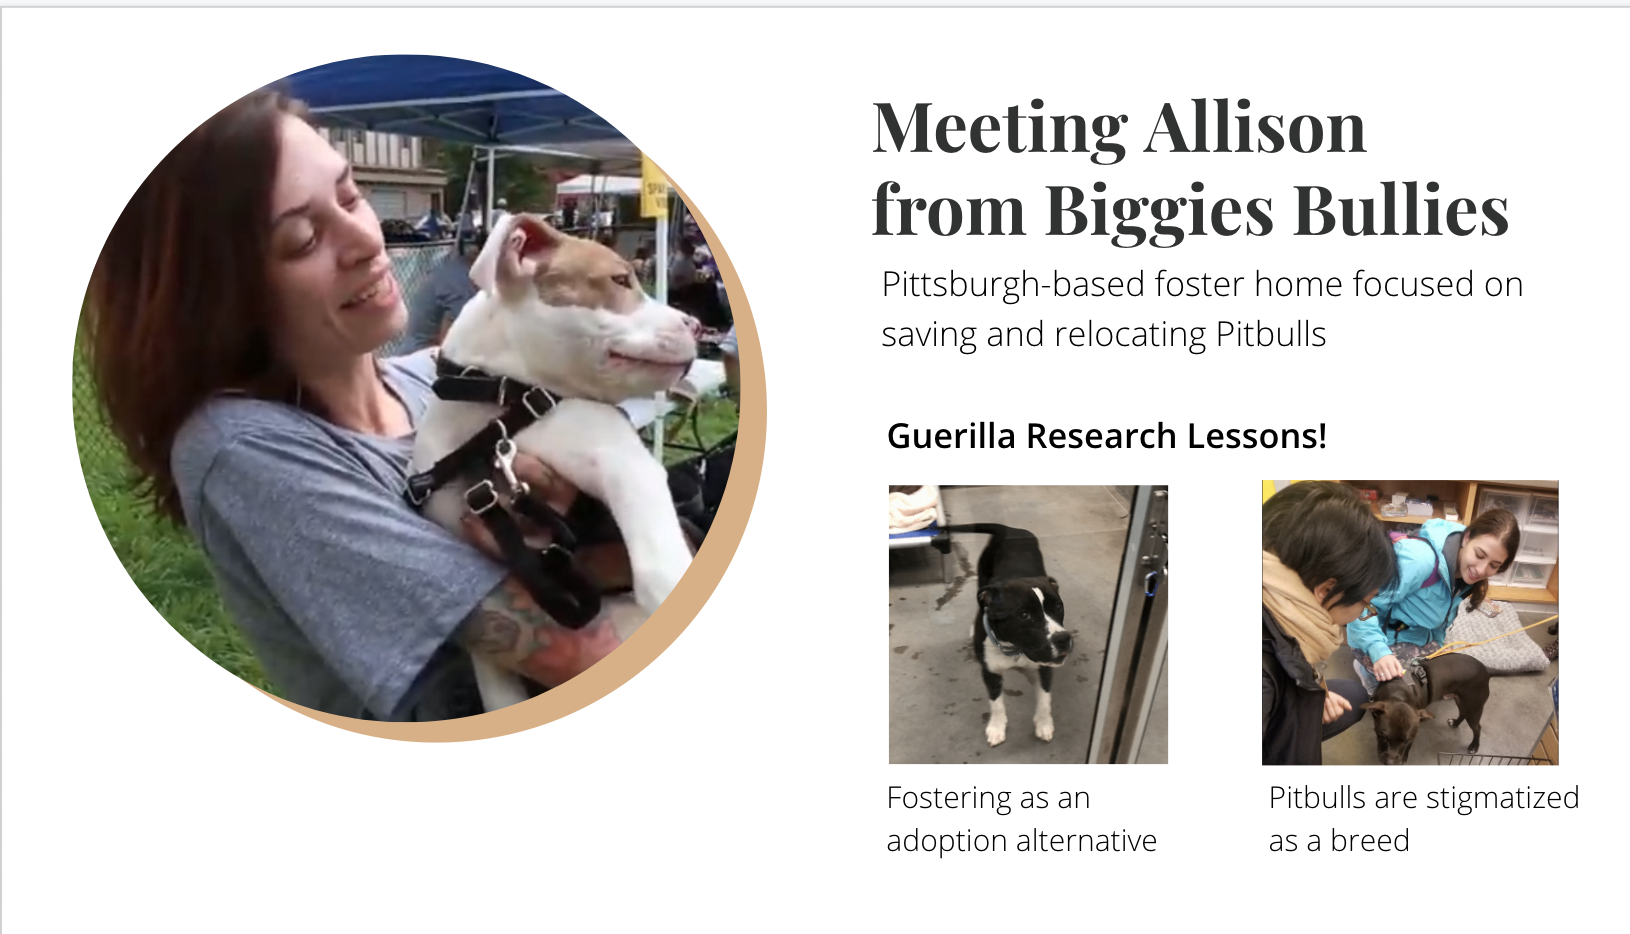 Meeting Allison
from Biggies Bullies
Pittsburgh-based foster home focused on
saving and relocating Pitbulls
Guerilla Research Lessons!
Fostering as an
adoption alternative
Pitbulls are stigmatized
as a breed